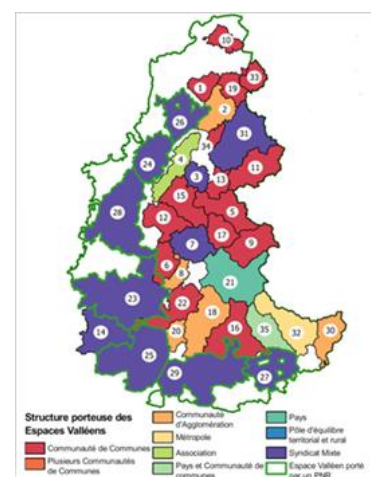 10
33
1
19
2
26
31
34
24
4
11
3
13
15
28
5
12
17
7
9
6
8
21
23
22
18
14
20
16
35
32
30
25
29
27
Structure porteuse des
Espaces Valléens
Communauté de Communes
Plusieurs Communautés
de Communes
Communauté
d'Agglomération
Métropole
Association
Pays et Communauté de
communes
Pays
Pôle d'équilibre
territorial et rural
Syndicat Mixte
Espace Valléen porté
par un PNR